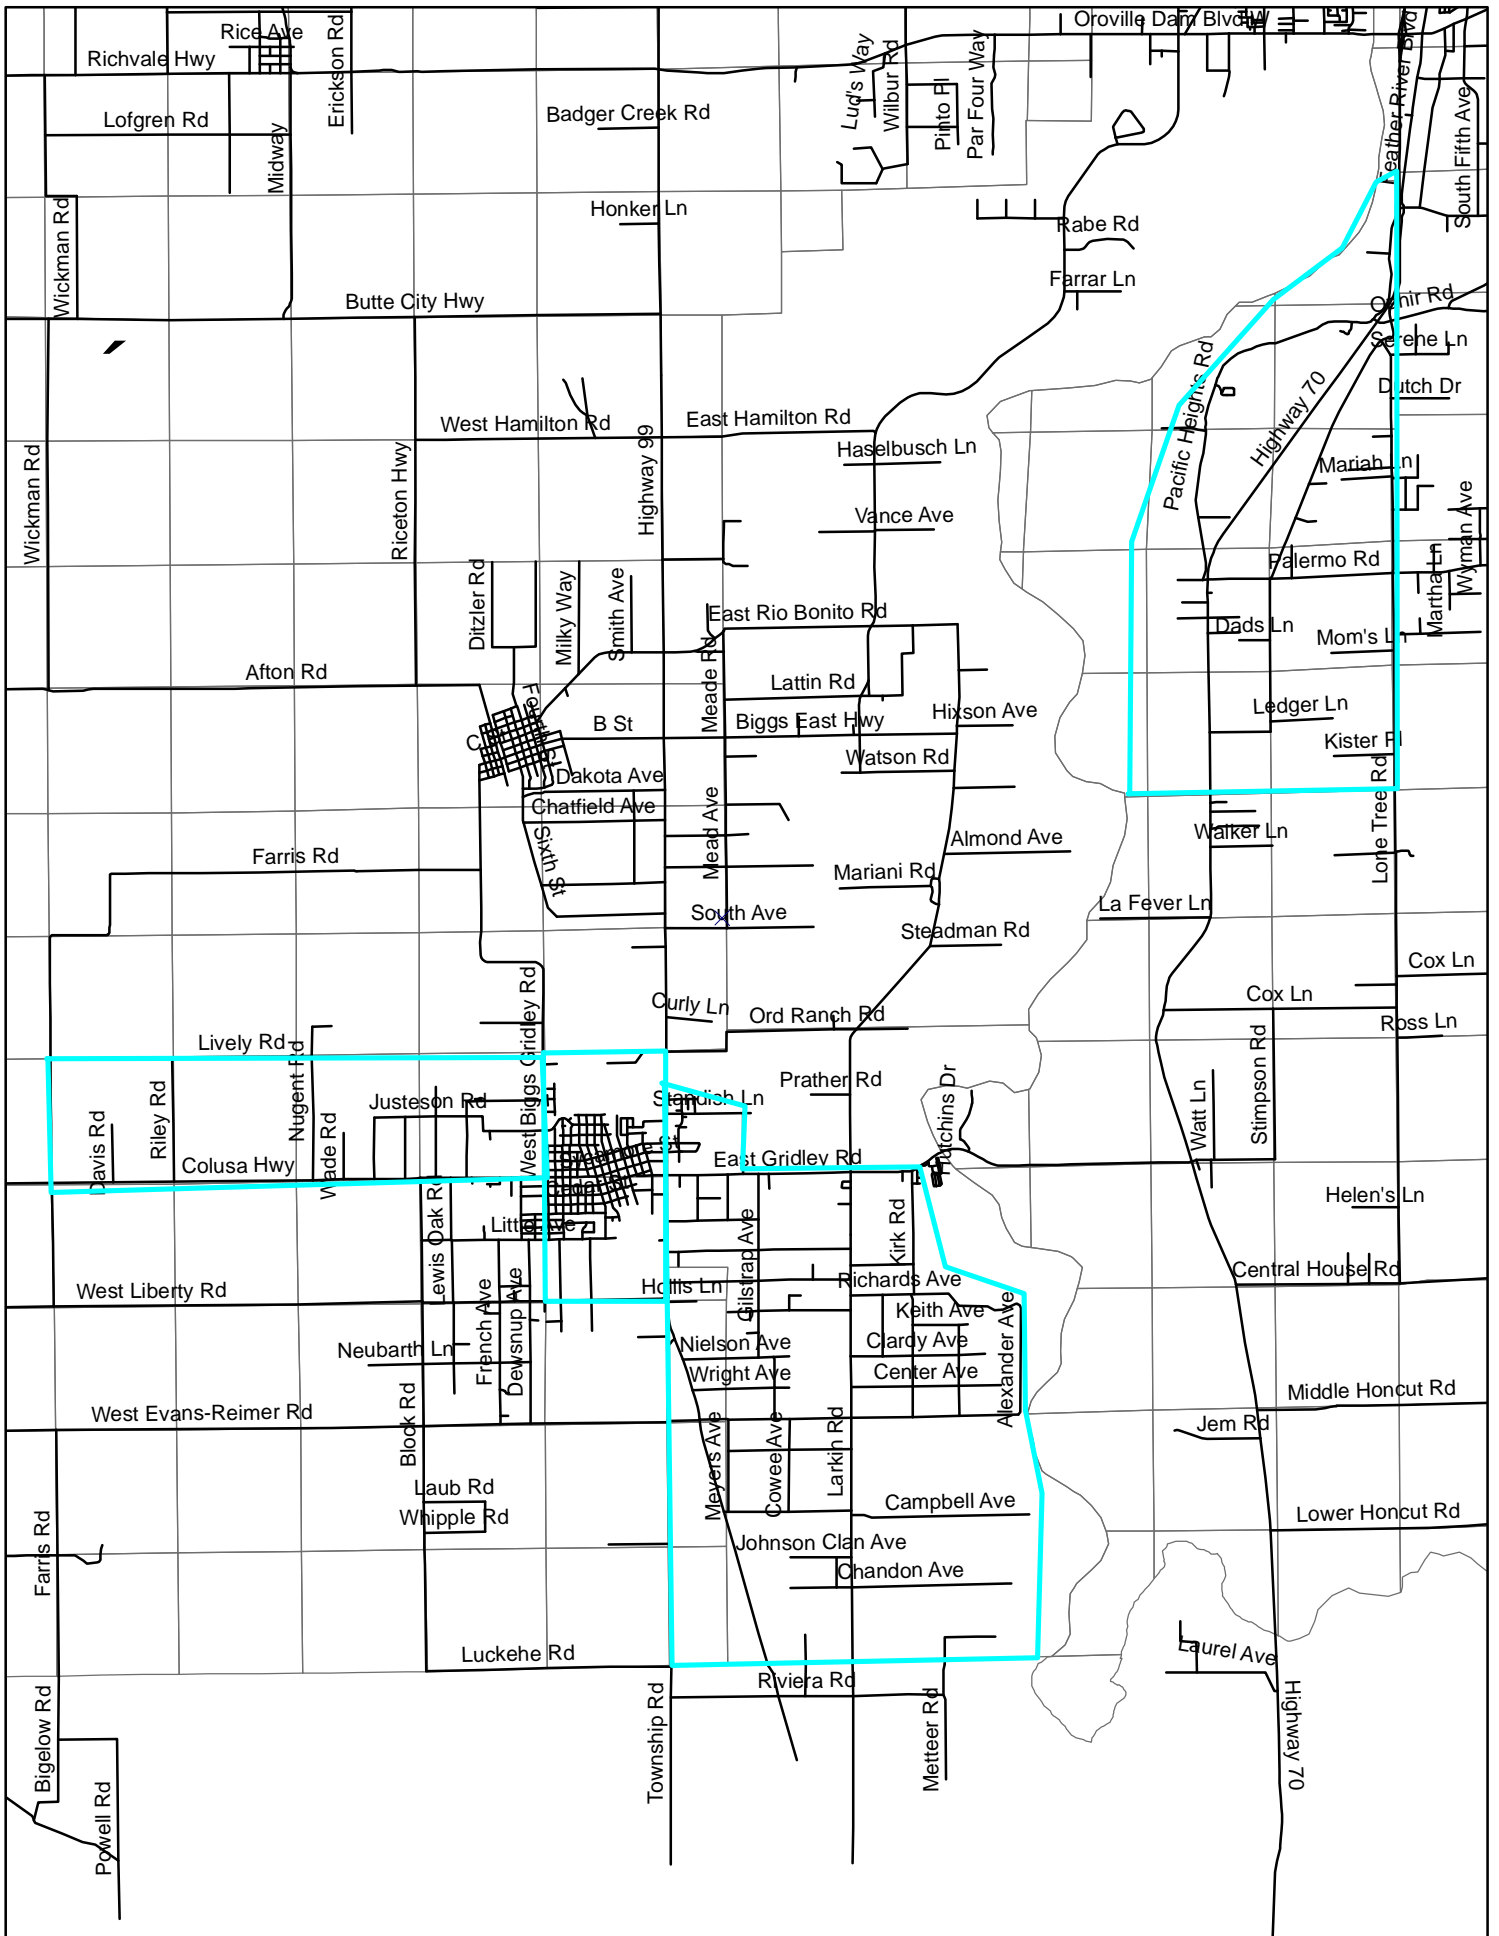 Oroville Dam Blvd W
Rice Ave
Richvale Hwy
Erickson Rd
Lud's Way
Wilbur Rd
Pinto Pl
Par Four Way
Feather River Blvd
South Fifth Ave
Lofgren Rd
Badger Creek Rd
Midway
Wickman Rd
Honker Ln
Rabe Rd
Farrar Ln
Butte City Hwy
Ophir Rd
Serene Ln
Pacific Heights Rd
Highway 70
Dutch Dr
West Hamilton Rd
East Hamilton Rd
Haselbusch Ln
Mariah Ln
Wickman Rd
Riceton Hwy
Highway 99
Vance Ave
Wyman Ave
Palermo Rd
Martha Ln
Ditzler Rd
Milky Way
Smith Ave
East Rio Bonito Rd
Dads Ln
Mom's Ln
Afton Rd
Meade Rd
Lattin Rd
Fourth St
B St
Biggs East Hwy
Hixson Ave
Ledger Ln
Kister Pl
Watson Rd
Dakota Ave
Chatfield Ave
Sixth St
Mead Ave
Lone Tree Rd
Walker Ln
Almond Ave
Farris Rd
Mariani Rd
South Ave
La Fever Ln
Steadman Rd
Cox Ln
Cox Ln
West Biggs Gridley Rd
Curly Ln
Ord Ranch Rd
Ross Ln
Lively Rd
Nugent Rd
Stimpson Rd
Prather Rd
Hutchins Dr
Justeson Rd
Standish Ln
Watt Ln
Davis Rd
Riley Rd
Wade Rd
Sycamore St
East Gridley Rd
Colusa Hwy
Cedar St
Helen's Ln
Lewis Oak Rd
Little Ave
Gilstrap Ave
Kirk Rd
Central House Rd
West Liberty Rd
Hollis Ln
Richards Ave
French Ave
Dewsnup Ave
Keith Ave
Alexander Ave
Neubarth Ln
Nielson Ave
Clardy Ave
Wright Ave
Center Ave
Middle Honcut Rd
West Evans-Reimer Rd
Block Rd
Meyers Ave
Cowee Ave
Larkin Rd
Jem Rd
Laub Rd
Whipple Rd
Campbell Ave
Lower Honcut Rd
Farris Rd
Johnson Clan Ave
Chandon Ave
Luckehe Rd
Laurel Ave
Riviera Rd
Bigelow Rd
Township Rd
Metteer Rd
Highway 70
Powell Rd